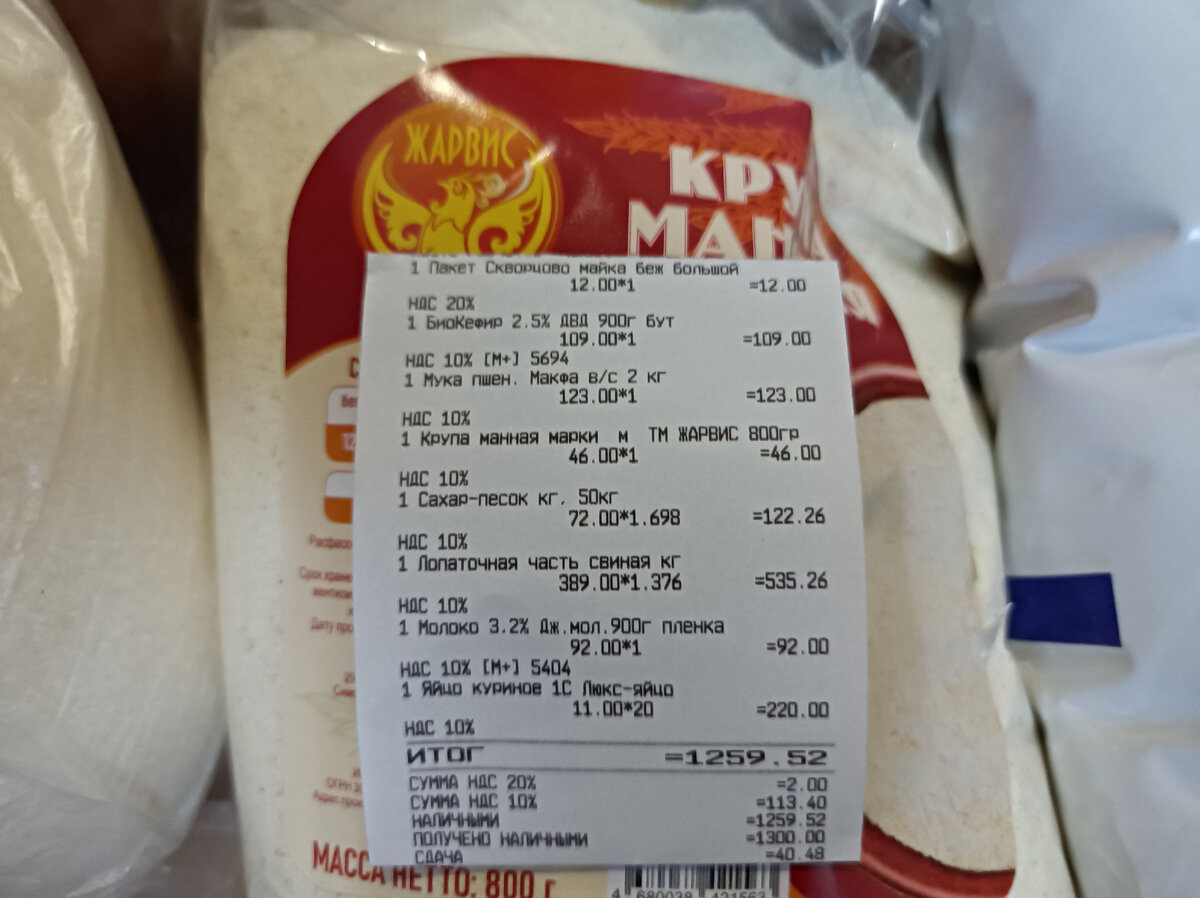 ЖАРВИС
КРУ
МАННАЯ
1 Пакет Скворцово майка беж большой
12.00*1 =12.00
НДС 20%
1 БиоКефир 2.5% ДВД 900г бут
109.00*1 =109.00
НДС 10% [М+] 5694
1 Мука пшен. Макфа в/с 2 кг
123.00*1 =123.00
НДС 10%
1 Крупа манная марки м ТМ ЖАРВИС 800гр
46.00*1 =46.00
НДС 10%
1 Сахар-песок кг. 50кг
72.00*1.698 =122.26
НДС 10%
1 Лопаточная часть свиная кг
389.00*1.376 =535.26
НДС 10%
1 Молоко 3.2% Дж.мол.900г пленка
92.00*1 =92.00
НДС 10% [М+] 5404
1 Яйцо куриное 1С Люкс-яйцо
11.00*20 =220.00
НДС 10%
ИТОГ =1259.52
СУММА НДС 20% =2.00
СУММА НДС 10% =113.40
НАЛИЧНЫМИ =1259.52
ПОЛУЧЕНО НАЛИЧНЫМИ =1300.00
СДАЧА =40.48
МАССА НЕТТО: 800 г
4 680038 421563